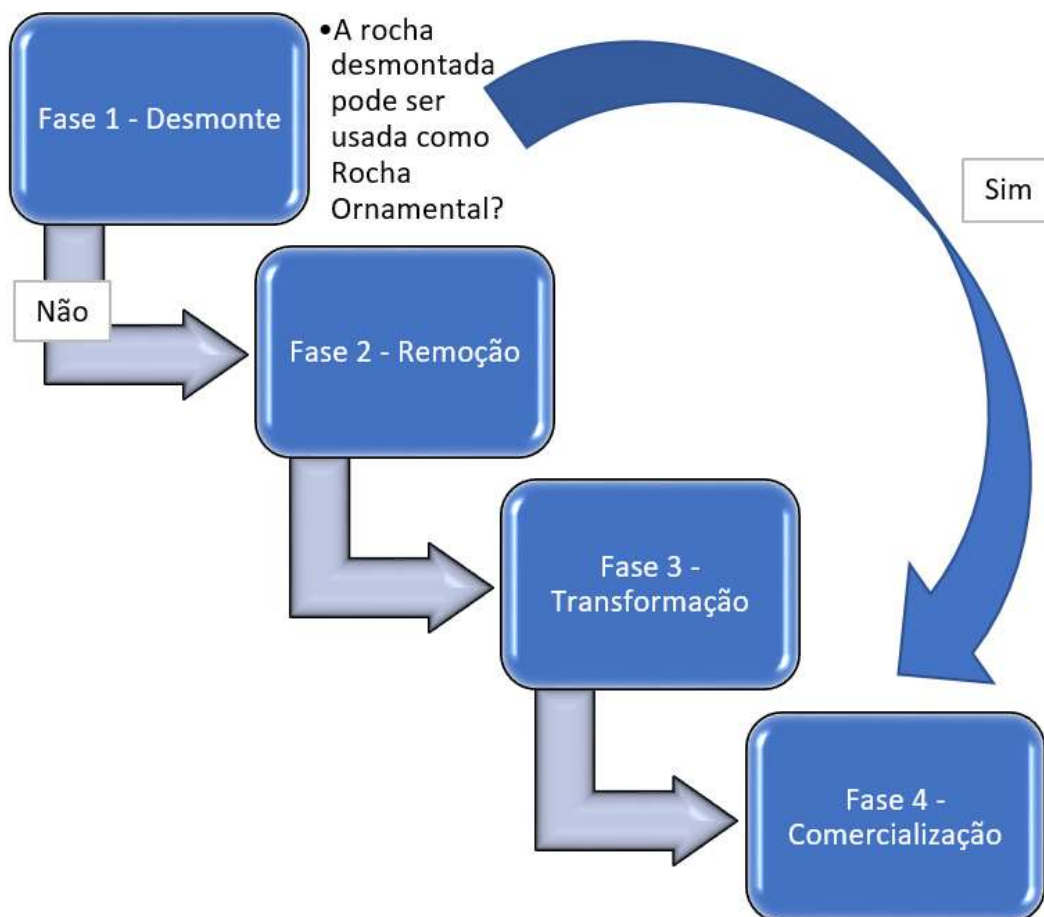 Fase 1 - Desmonte
•A rocha
desmontada
pode ser
usada como
Rocha
Ornamental?
Sim
Não
Fase 2 - Remoção
Fase 3 -
Transformação
Fase 4 -
Comercialização